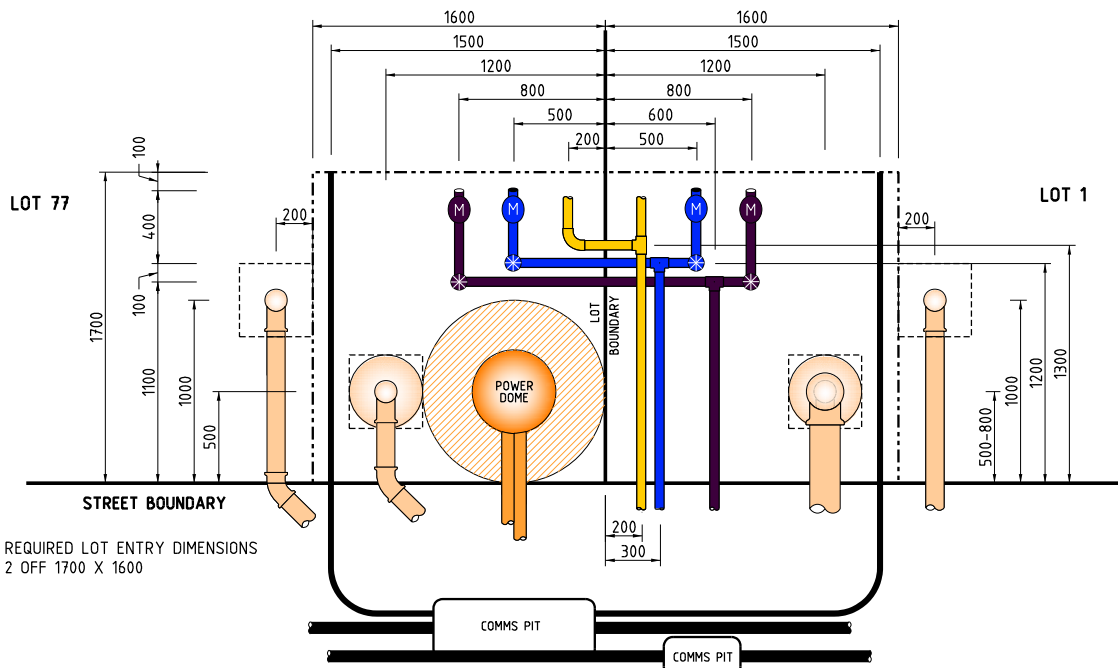 1600
1600
1500
1500
1200
1200
800
800
500
600
200
500
100
LOT 77
LOT 1
M
M
M
M
200
200
400
100
1700
1100
1000
500
LOT
BOUNDARY
POWER
DOME
500-800
1000
1200
1300
STREET BOUNDARY
200
300
REQUIRED LOT ENTRY DIMENSIONS
2 OFF 1700 X 1600
COMMS PIT
COMMS PIT